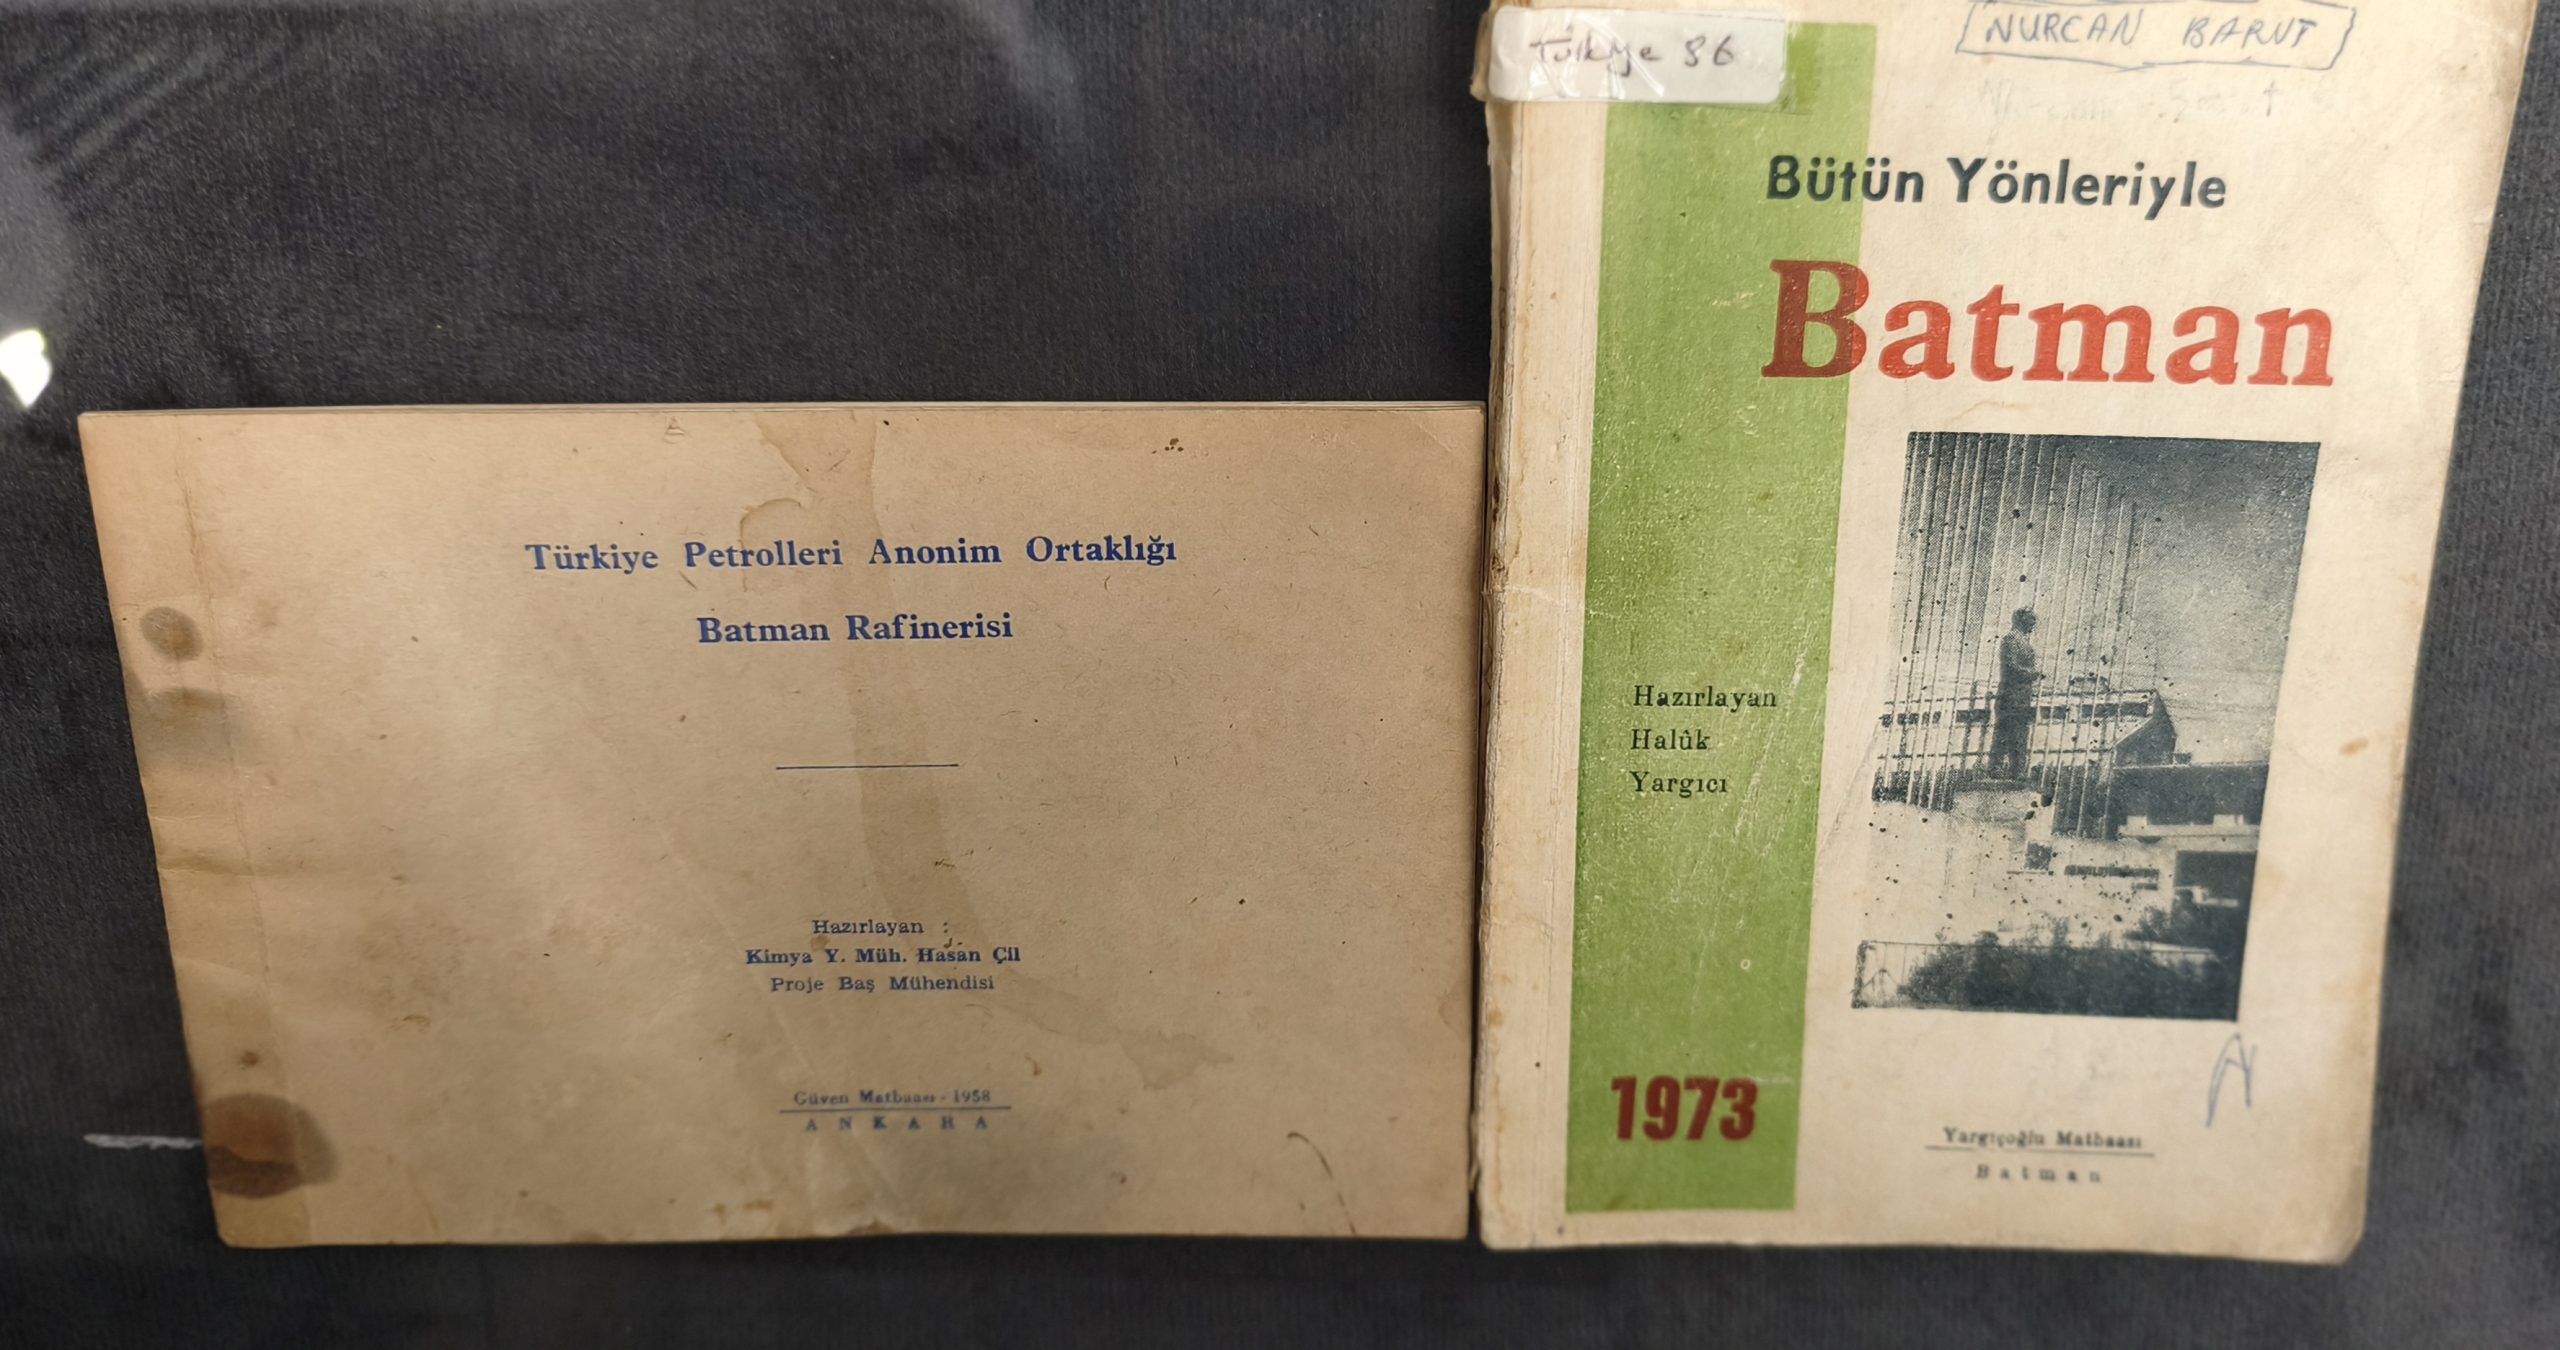 Türkiye Petrolleri Anonim Ortaklığı
Batman Rafinerisi
Hazırlayan :
Kimya Y. Müh. Hasan Çil
Proje Baş Mühendisi
Güven Matbaası - 1958
ANKARA
Türkiye 86
NURCAN BARUT
Bütün Yönleriyle
Batman
Hazırlayan
Halûk
Yargıcı
1973
Yargıçoğlu Matbaası
Batman